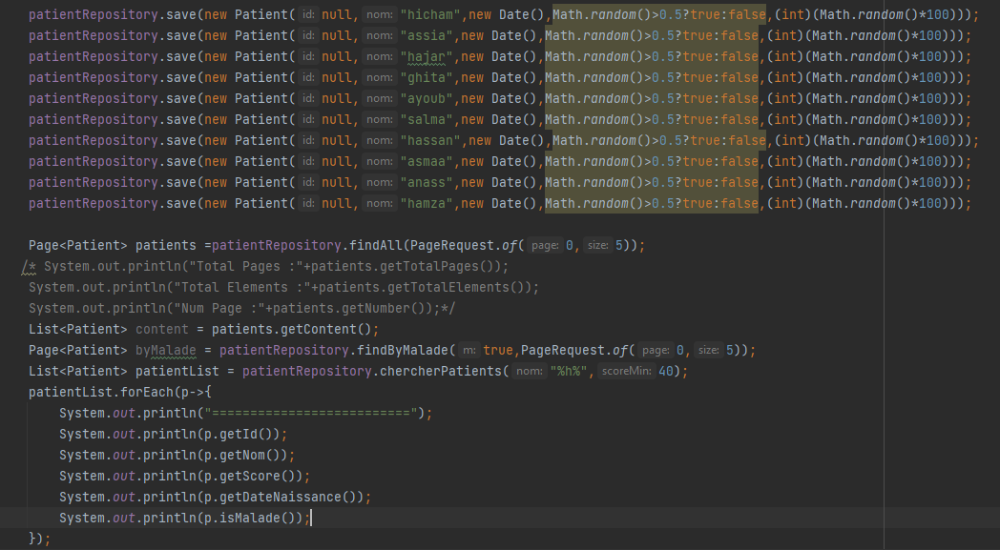 patientRepository.save(new Patient( id: null, nom: "hicham",new Date(),Math.random()>0.5?true:false,(int)(Math.random()*100)));
patientRepository.save(new Patient( id: null, nom: "assia",new Date(),Math.random()>0.5?true:false,(int)(Math.random()*100)));
patientRepository.save(new Patient( id: null, nom: "hajar",new Date(),Math.random()>0.5?true:false,(int)(Math.random()*100)));
patientRepository.save(new Patient( id: null, nom: "ghita",new Date(),Math.random()>0.5?true:false,(int)(Math.random()*100)));
patientRepository.save(new Patient( id: null, nom: "ayoub",new Date(),Math.random()>0.5?true:false,(int)(Math.random()*100)));
patientRepository.save(new Patient( id: null, nom: "salma",new Date(),Math.random()>0.5?true:false,(int)(Math.random()*100)));
patientRepository.save(new Patient( id: null, nom: "hassan",new Date(),Math.random()>0.5?true:false,(int)(Math.random()*100)));
patientRepository.save(new Patient( id: null, nom: "asmaa",new Date(),Math.random()>0.5?true:false,(int)(Math.random()*100)));
patientRepository.save(new Patient( id: null, nom: "anass",new Date(),Math.random()>0.5?true:false,(int)(Math.random()*100)));
patientRepository.save(new Patient( id: null, nom: "hamza",new Date(),Math.random()>0.5?true:false,(int)(Math.random()*100)));
Page<Patient> patients =patientRepository.findAll(PageRequest.of( page: 0, size: 5));
/* System.out.println("Total Pages :"+patients.getTotalPages());
System.out.println("Total Elements :"+patients.getTotalElements());
System.out.println("Num Page :"+patients.getNumber());*/
List<Patient> content = patients.getContent();
Page<Patient> byMalade = patientRepository.findByMalade( m: true,PageRequest.of( page: 0, size: 5));
List<Patient> patientList = patientRepository.chercherPatients( nom: "%h%", scoreMin: 40);
patientList.forEach(p->{
System.out.println("==========================");
System.out.println(p.getId());
System.out.println(p.getNom());
System.out.println(p.getScore());
System.out.println(p.getDateNaissance());
System.out.println(p.isMalade());
});